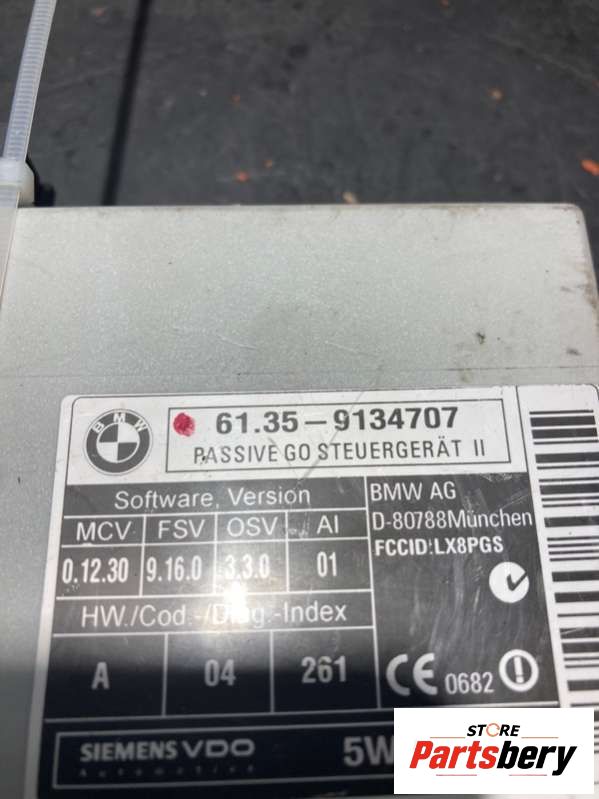 BMW
61.35-9134707
PASSIVE GO STEUERGERÄT II
Software, Version
MCV FSV OSV AI
0.12.30 9.16.0 3.3.0 01
HW./Cod.-/Diag.-Index
A 04 261
BMW AG
D-80788München
FCCID:LX8PGS
CE 0682
SIEMENS VDO
Automotive
5W
STORE
Partsbery